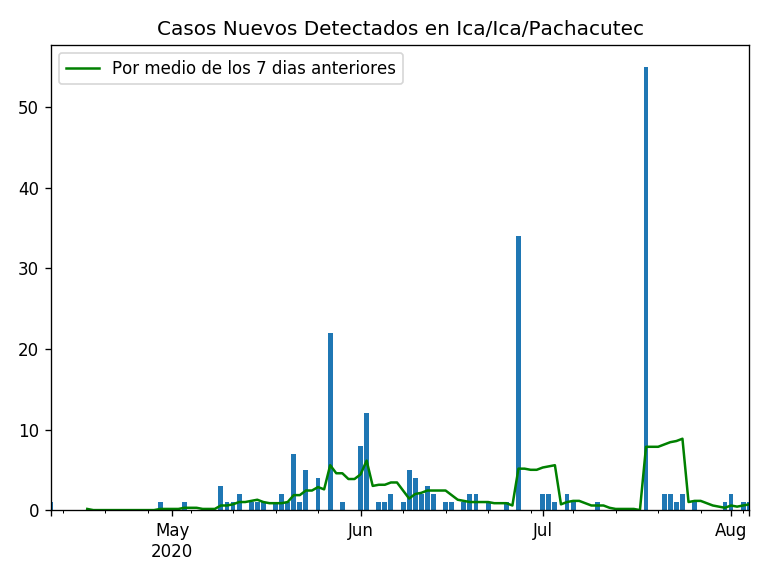 Casos Nuevos Detectados en Ica/Ica/Pachacutec
Por medio de los 7 dias anteriores
50
40
30
20
10
0
May
2020
Jun
Jul
Aug